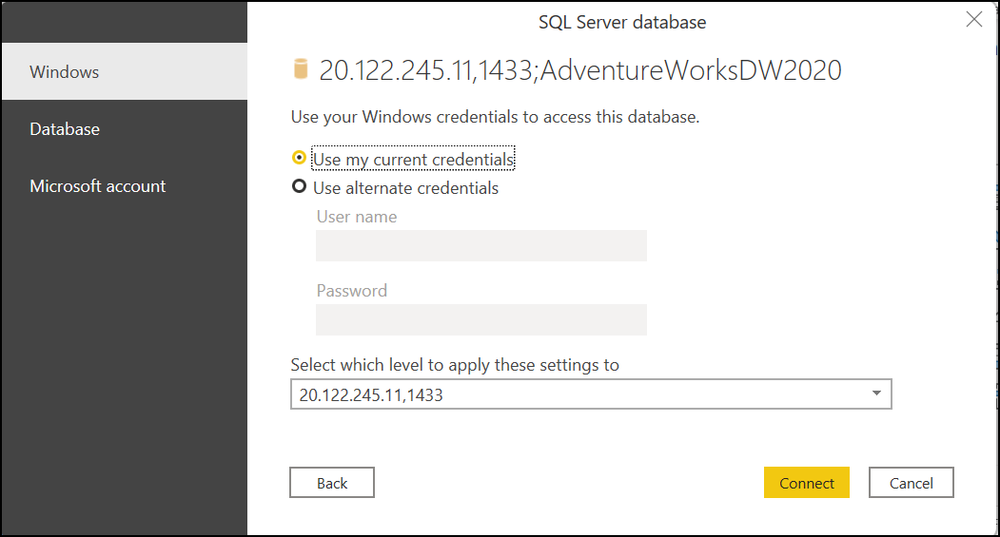 SQL Server database
Windows
Database
Microsoft account
20.122.245.11,1433;AdventureWorksDW2020
Use your Windows credentials to access this database.
Use my current credentials
Use alternate credentials
User name
Password
Select which level to apply these settings to
20.122.245.11,1433
Back
Connect
Cancel